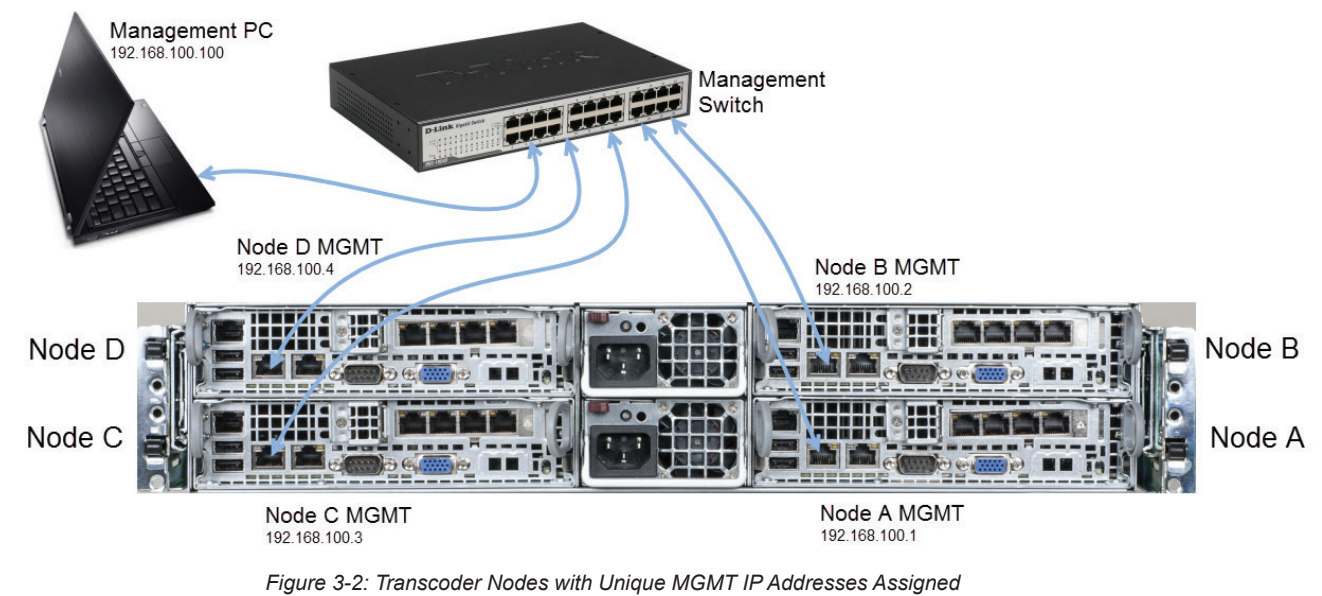 Management PC
192.168.100.100
Management
Switch
D-Link Gigabit Switch
Node D MGMT
192.168.100.4
Node B MGMT
192.168.100.2
Node D
Node B
Node C
Node A
Node C MGMT
192.168.100.3
Node A MGMT
192.168.100.1
Figure 3-2: Transcoder Nodes with Unique MGMT IP Addresses Assigned